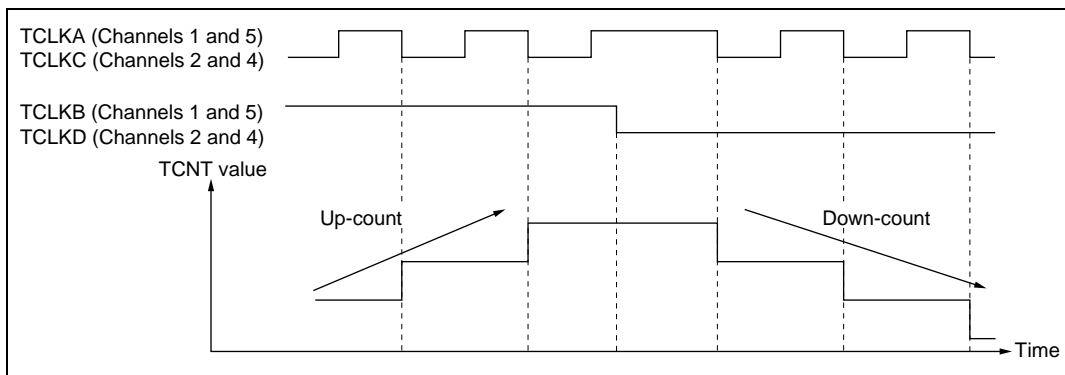 TCLKA (Channels 1 and 5)
TCLKC (Channels 2 and 4)
TCLKB (Channels 1 and 5)
TCLKD (Channels 2 and 4)
TCNT value
Up-count
Down-count
Time